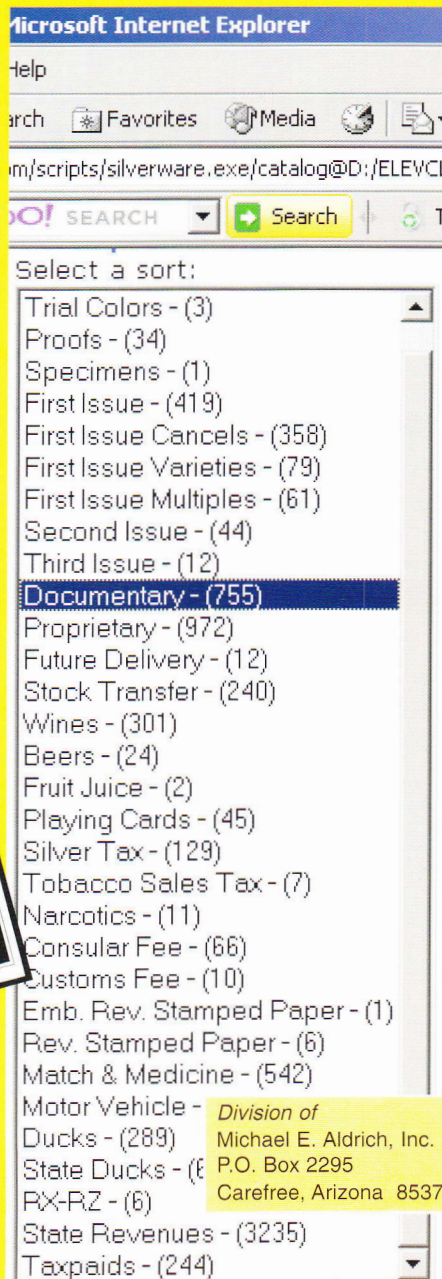 Microsoft Internet Explorer
Help
Favorites Media
om/scripts/silverware.exe/catalog@D:/ELEVCL
OO! SEARCH Search
Select a sort:
Trial Colors - (3)
Proofs - (34)
Specimens - (1)
First Issue - (419)
First Issue Cancels - (358)
First Issue Varieties - (79)
First Issue Multiples - (61)
Second Issue - (44)
Third Issue - (12)
Documentary - (755)
Proprietary - (972)
Future Delivery - (12)
Stock Transfer - (240)
Wines - (301)
Beers - (24)
Fruit Juice - (2)
Playing Cards - (45)
Silver Tax - (129)
Tobacco Sales Tax - (7)
Narcotics - (11)
Consular Fee - (66)
Customs Fee - (10)
Emb. Rev. Stamped Paper - (1)
Rev. Stamped Paper - (6)
Match & Medicine - (542)
Motor Vehicle -
Ducks - (289)
State Ducks -
RX-RZ - (6)
State Revenues - (3235)
Taxpaids - (244)
Division of
Michael E. Aldrich, Inc.
P.O. Box 2295
Carefree, Arizona 8537